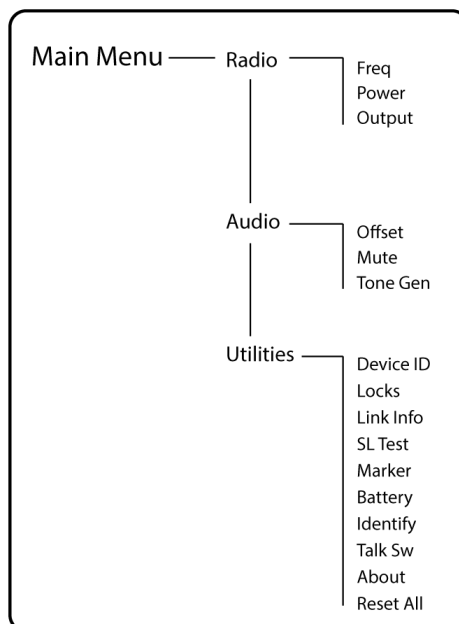 Main Menu
Radio
Freq
Power
Output
Audio
Offset
Mute
Tone Gen
Utilities
Device ID
Locks
Link Info
SL Test
Marker
Battery
Identify
Talk Sw
About
Reset All